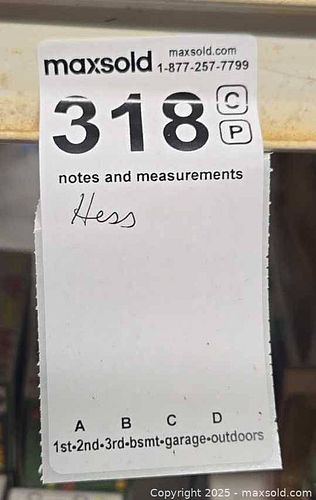 maxsold maxsold.com
1-877-257-7799
318 C
P
notes and measurements
Hess
A B C D
1st•2nd•3rd•bsmt•garage•outdoors
Copyright 2025 - maxsold.com